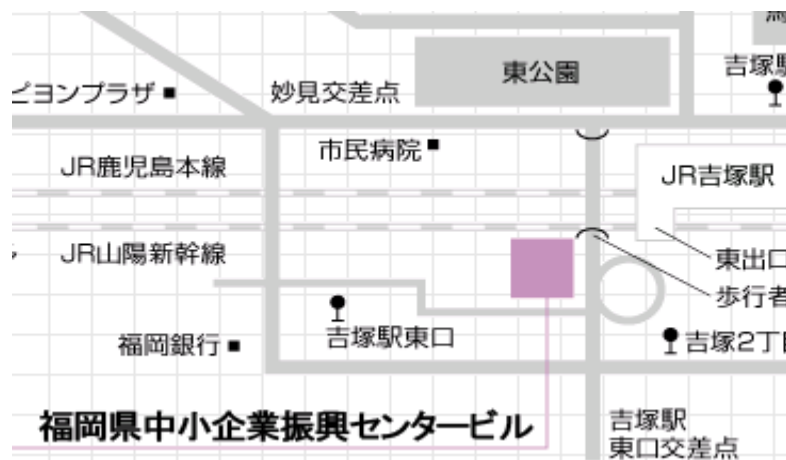 東公園
吉塚駅
ピヨンプラザ
妙見交差点
市民病院
JR鹿児島本線
JR吉塚駅
JR山陽新幹線
東出口
歩行者
吉塚駅東口
福岡銀行
吉塚2丁目
福岡県中小企業振興センタービル
吉塚駅
東口交差点